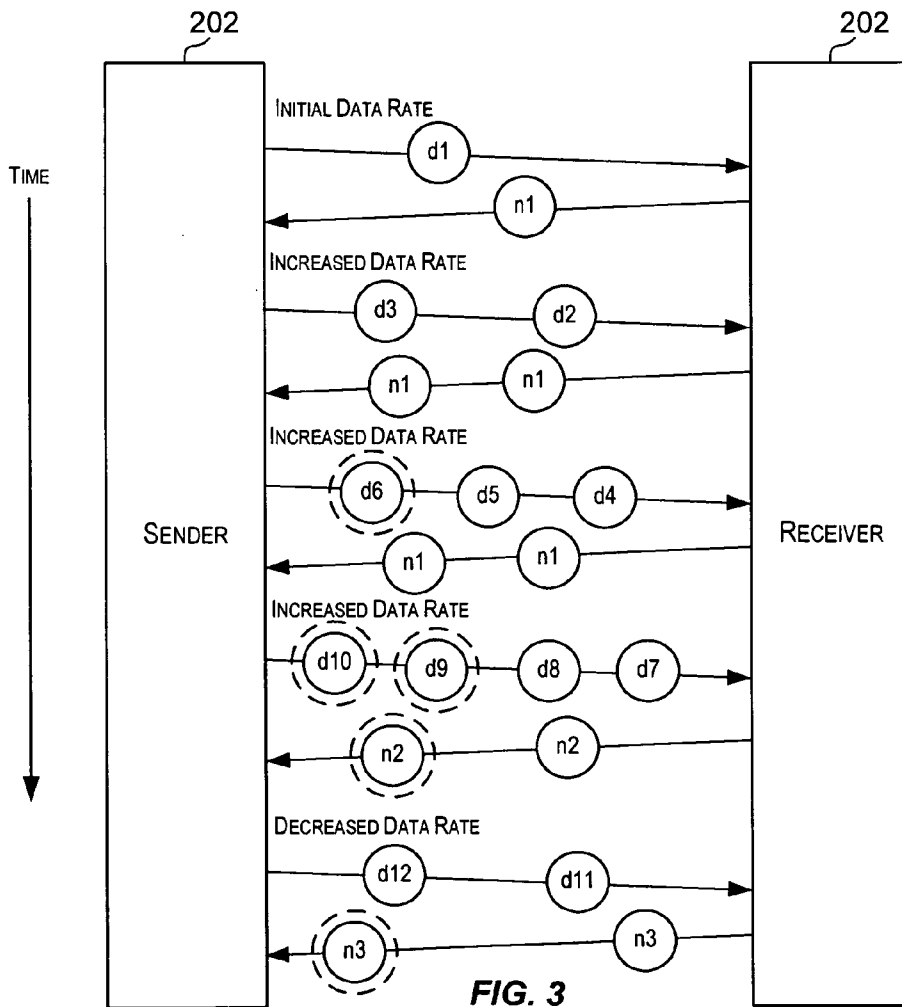 202 202
INITIAL DATA RATE
d1
TIME
n1
INCREASED DATA RATE
d3 d2
n1 n1
INCREASED DATA RATE
d6 d5 d4
SENDER RECEIVER
n1 n1
INCREASED DATA RATE
d10 d9 d8 d7
n2 n2
DECREASED DATA RATE
d12 d11
n3 n3
FIG. 3